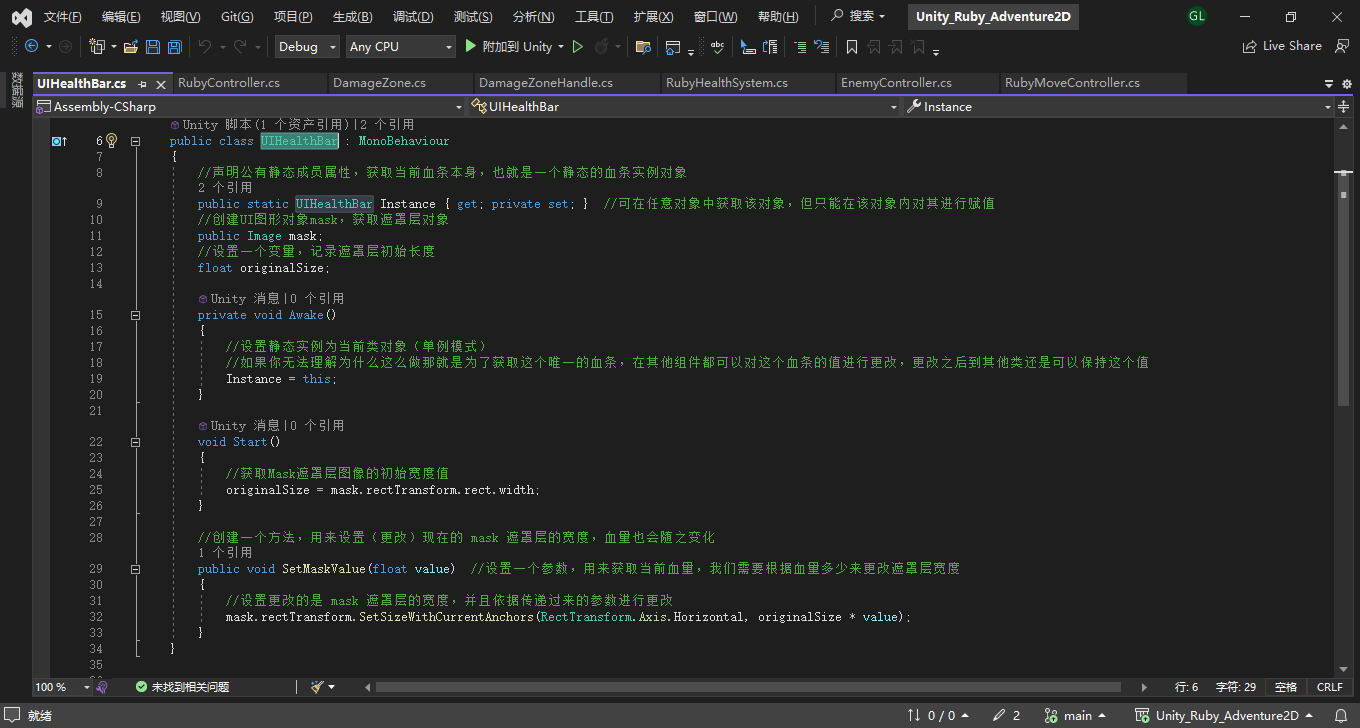 文件(F) 编辑(E) 视图(V) Git(G) 项目(P) 生成(B) 调试(D) 测试(S) 分析(N) 工具(T) 扩展(X) 窗口(W) 帮助(H) 搜索 Unity_Ruby_Adventure2D GL
Debug Any CPU 附加到 Unity abc Live Share
数据源
UIHealthBar.cs RubyController.cs DamageZone.cs DamageZoneHandle.cs RubyHealthSystem.cs EnemyController.cs RubyMoveController.cs
Assembly-CSharp UIHealthBar Instance
Unity 脚本(1 个资产引用)|2 个引用
6 public class UIHealthBar : MonoBehaviour
7 {
8 //声明公有静态成员属性，获取当前血条本身，也就是一个静态的血条实例对象
2 个引用
9 public static UIHealthBar Instance { get; private set; } //可在任意对象中获取该对象，但只能在该对象内对其进行赋值
10 //创建UI图形对象mask，获取遮罩层对象
11 public Image mask;
12 //设置一个变量，记录遮罩层初始长度
13 float originalSize;
14
Unity 消息|0 个引用
15 private void Awake()
16 {
17 //设置静态实例为当前类对象（单例模式）
18 //如果你无法理解为什么这么做那就是为了获取这个唯一的血条，在其他组件都可以对这个血条的值进行更改，更改之后到其他类还是可以保持这个值
19 Instance = this;
20 }
21
Unity 消息|0 个引用
22 void Start()
23 {
24 //获取Mask遮罩层图像的初始宽度值
25 originalSize = mask.rectTransform.rect.width;
26 }
27
28 //创建一个方法，用来设置（更改）现在的 mask 遮罩层的宽度，血量也会随之变化
1 个引用
29 public void SetMaskValue(float value) //设置一个参数，用来获取当前血量，我们需要根据血量多少来更改遮罩层宽度
30 {
31 //设置更改的是 mask 遮罩层的宽度，并且依据传递过来的参数进行更改
32 mask.rectTransform.SetSizeWithCurrentAnchors(RectTransform.Axis.Horizontal, originalSize * value);
33 }
34 }
35
100 % 未找到相关问题 行: 6 字符: 29 空格 CRLF
就绪 0 / 0 2 main Unity_Ruby_Adventure2D